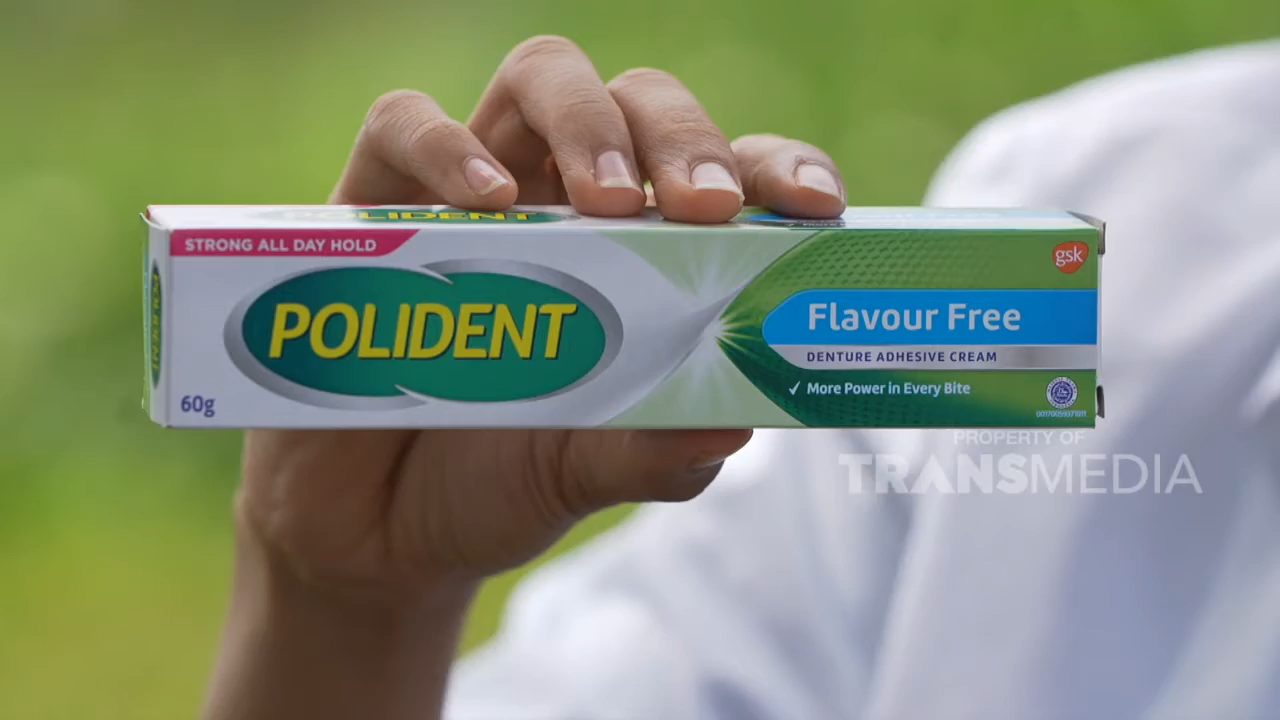 POLIDENT
STRONG ALL DAY HOLD
gsk
POLIDENT
Flavour Free
DENTURE ADHESIVE CREAM
✓ More Power in Every Bite
60g
PROPERTY OF
TRANSMEDIA